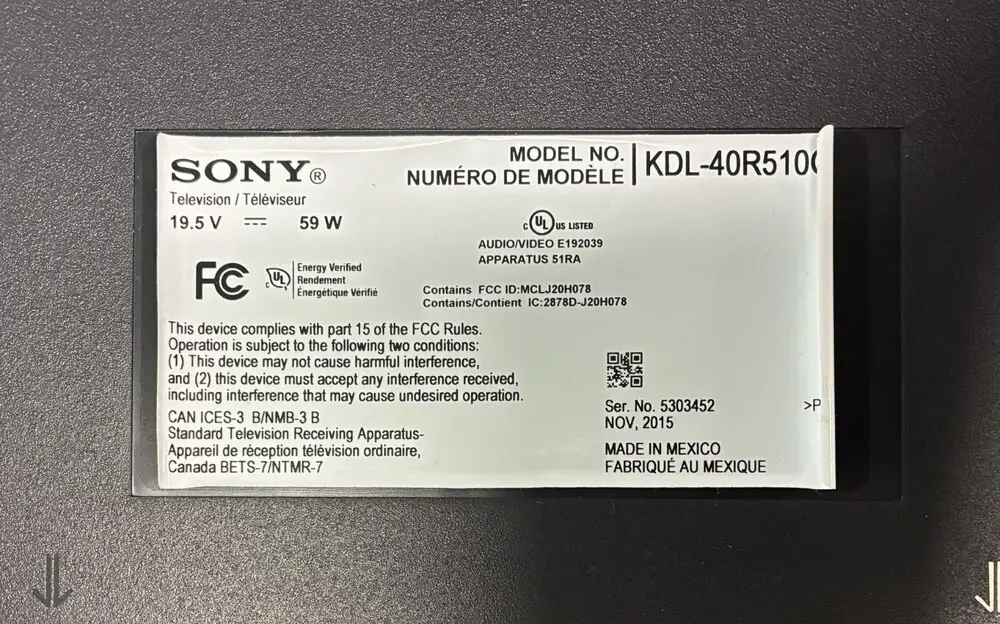 SONY®
MODEL NO.
NUMÉRO DE MODÈLE
KDL-40R510
Television / Téléviseur
19.5 V 59 W
c UL US LISTED
AUDIO/VIDEO E192039
APPARATUS 51RA
FC
c UL
Energy Verified
Rendement
Énergétique Vérifié
Contains FCC ID:MCLJ20H078
Contains/Contient IC:2878D-J20H078
This device complies with part 15 of the FCC Rules.
Operation is subject to the following two conditions:
(1) This device may not cause harmful interference,
and (2) this device must accept any interference received,
including interference that may cause undesired operation.
CAN ICES-3 B/NMB-3 B
Standard Television Receiving Apparatus-
Appareil de réception télévision ordinaire,
Canada BETS-7/NTMR-7
Ser. No. 5303452
NOV, 2015
>P
MADE IN MEXICO
FABRIQUÉ AU MEXIQUE